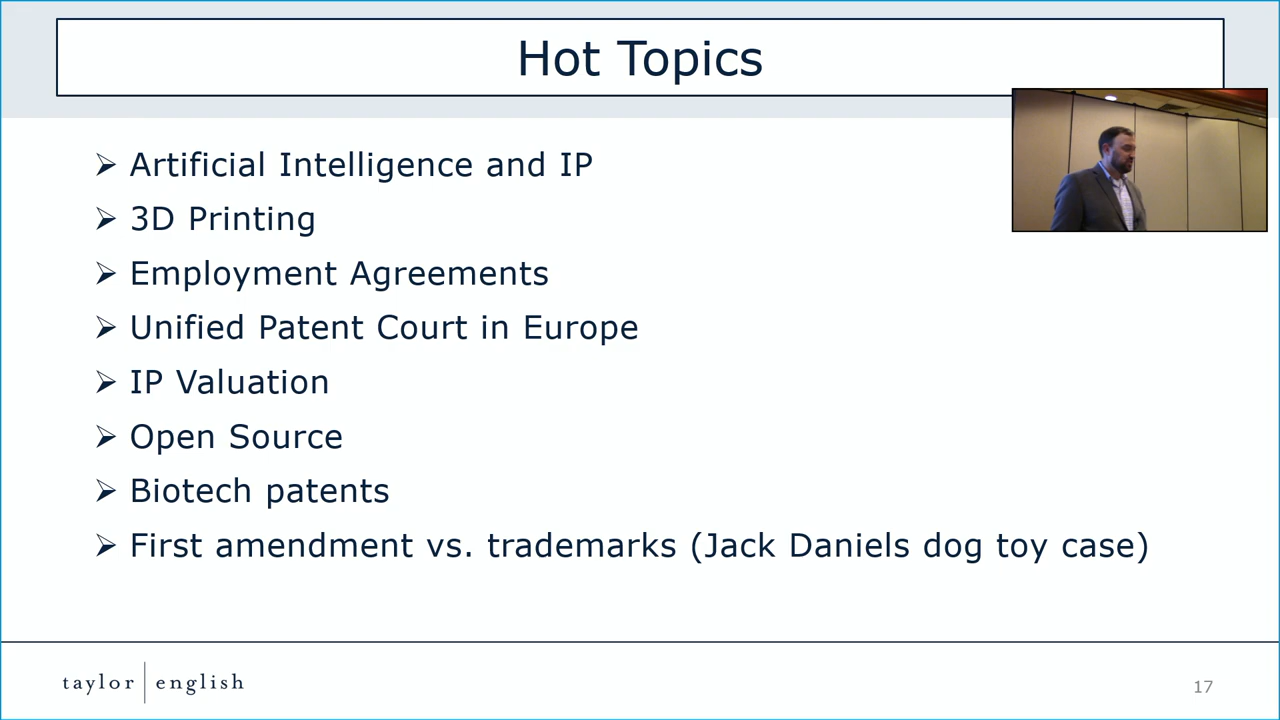 Hot Topics
➢ Artificial Intelligence and IP
➢ 3D Printing
➢ Employment Agreements
➢ Unified Patent Court in Europe
➢ IP Valuation
➢ Open Source
➢ Biotech patents
➢ First amendment vs. trademarks (Jack Daniels dog toy case)
taylor | english
17